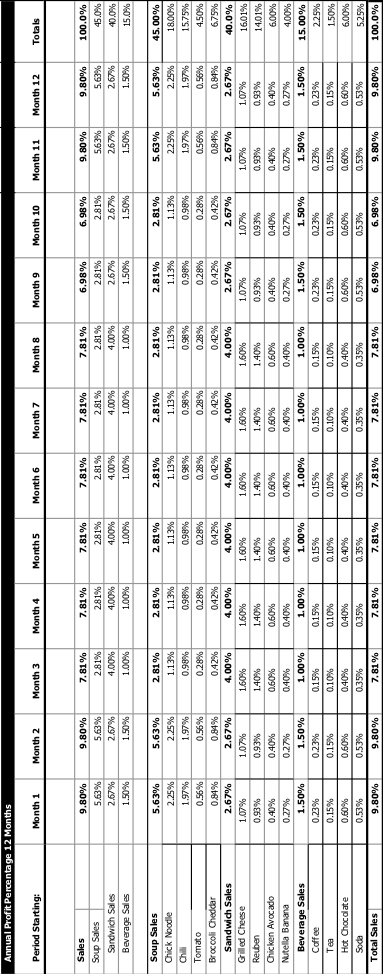 Annual Profit Percentage 12 Months
Period Starting: Month 1 Month 2 Month 3 Month 4 Month 5 Month 6 Month 7 Month 8 Month 9 Month 10 Month 11 Month 12 Totals
Sales 9.80% 9.80% 7.81% 7.81% 7.81% 7.81% 7.81% 7.81% 6.98% 6.98% 9.80% 9.80% 100.0%
Soup Sales 5.63% 5.63% 2.81% 2.81% 2.81% 2.81% 2.81% 2.81% 2.81% 2.81% 5.63% 5.63% 45.0%
Sandwich Sales 2.67% 2.67% 4.00% 4.00% 4.00% 4.00% 4.00% 4.00% 2.67% 2.67% 2.67% 2.67% 40.0%
Beverage Sales 1.50% 1.50% 1.00% 1.00% 1.00% 1.00% 1.00% 1.00% 1.50% 1.50% 1.50% 1.50% 15.0%
Soup Sales 5.63% 5.63% 2.81% 2.81% 2.81% 2.81% 2.81% 2.81% 2.81% 2.81% 5.63% 5.63% 45.00%
Chick Noodle 2.25% 2.25% 1.13% 1.13% 1.13% 1.13% 1.13% 1.13% 1.13% 1.13% 2.25% 2.25% 18.00%
Chili 1.97% 1.97% 0.98% 0.98% 0.98% 0.98% 0.98% 0.98% 0.98% 0.98% 1.97% 1.97% 15.75%
Tomato 0.56% 0.56% 0.28% 0.28% 0.28% 0.28% 0.28% 0.28% 0.28% 0.28% 0.56% 0.56% 4.50%
Broccoli Cheddar 0.84% 0.84% 0.42% 0.42% 0.42% 0.42% 0.42% 0.42% 0.42% 0.42% 0.84% 0.84% 6.75%
Sandwich Sales 2.67% 2.67% 4.00% 4.00% 4.00% 4.00% 4.00% 4.00% 2.67% 2.67% 2.67% 2.67% 40.0%
Grilled Cheese 1.07% 1.07% 1.60% 1.60% 1.60% 1.60% 1.60% 1.60% 1.07% 1.07% 1.07% 1.07% 16.01%
Reuben 0.93% 0.93% 1.40% 1.40% 1.40% 1.40% 1.40% 1.40% 0.93% 0.93% 0.93% 0.93% 14.01%
Chicken Avocado 0.40% 0.40% 0.60% 0.60% 0.60% 0.60% 0.60% 0.60% 0.40% 0.40% 0.40% 0.40% 6.00%
Nutella Banana 0.27% 0.27% 0.40% 0.40% 0.40% 0.40% 0.40% 0.40% 0.27% 0.27% 0.27% 0.27% 4.00%
Beverage Sales 1.50% 1.50% 1.00% 1.00% 1.00% 1.00% 1.00% 1.00% 1.50% 1.50% 1.50% 1.50% 15.00%
Coffee 0.23% 0.23% 0.15% 0.15% 0.15% 0.15% 0.15% 0.15% 0.23% 0.23% 0.23% 0.23% 2.25%
Tea 0.15% 0.15% 0.10% 0.10% 0.10% 0.10% 0.10% 0.10% 0.15% 0.15% 0.15% 0.15% 1.50%
Hot Chocolate 0.60% 0.60% 0.40% 0.40% 0.40% 0.40% 0.40% 0.40% 0.60% 0.60% 0.60% 0.60% 6.00%
Soda 0.53% 0.53% 0.35% 0.35% 0.35% 0.35% 0.35% 0.35% 0.53% 0.53% 0.53% 0.53% 5.25%
Total Sales 9.80% 9.80% 7.81% 7.81% 7.81% 7.81% 7.81% 7.81% 6.98% 6.98% 9.80% 9.80% 100.0%